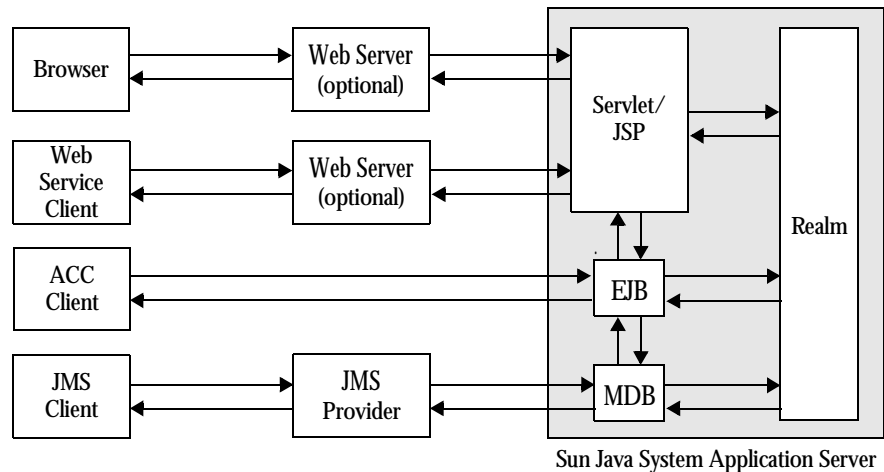 Browser
Web Server
(optional)
Servlet/
JSP
Web
Service
Client
Web Server
(optional)
Realm
ACC
Client
EJB
JMS
Client
JMS
Provider
MDB
Sun Java System Application Server